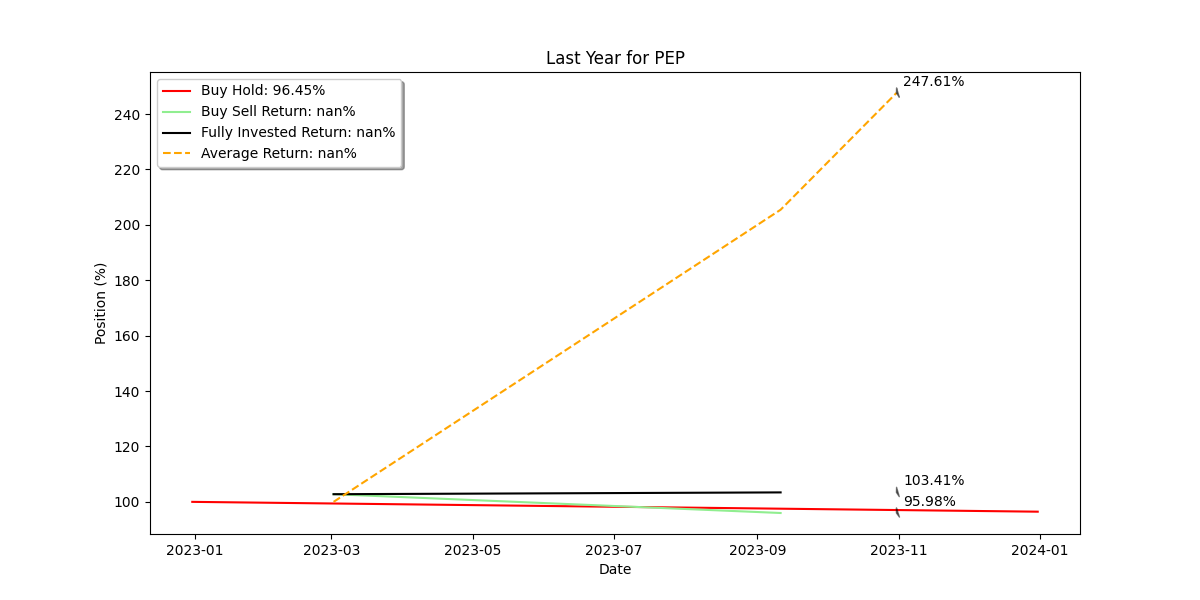 Last Year for PEP
Buy Hold: 96.45%
Buy Sell Return: nan%
Fully Invested Return: nan%
Average Return: nan%
247.61%
103.41%
95.98%
Position (%)
240
220
200
180
160
140
120
100
2023-01
2023-03
2023-05
2023-07
2023-09
2023-11
2024-01
Date